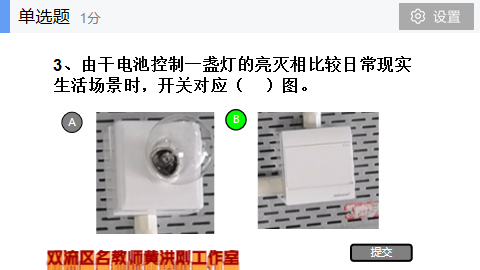 单选题 1分
设置
3、由干电池控制一盏灯的亮灭相比较日常现实
生活场景时，开关对应（ ）图。
A
B
双流区名教师黄洪刚工作室
提交